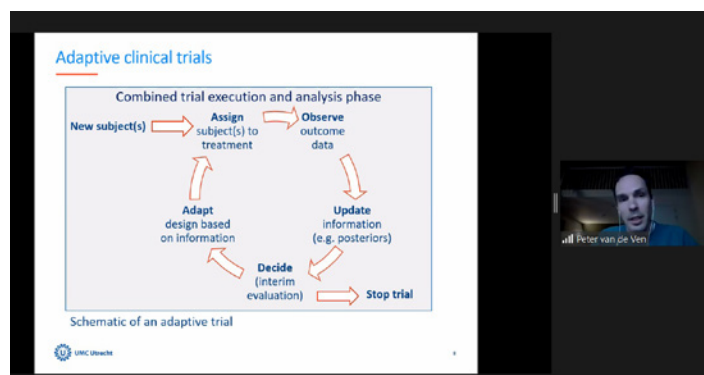 Adaptive clinical trials
Combined trial execution and analysis phase
New subject(s)
Assign
subject(s) to
treatment
Observe
outcome
data
Update
information
(e.g. posteriors)
Decide
(interim
evaluation)
Stop trial
Adapt
design based
on information
Schematic of an adaptive trial
UMC Utrecht
Peter van de Ven